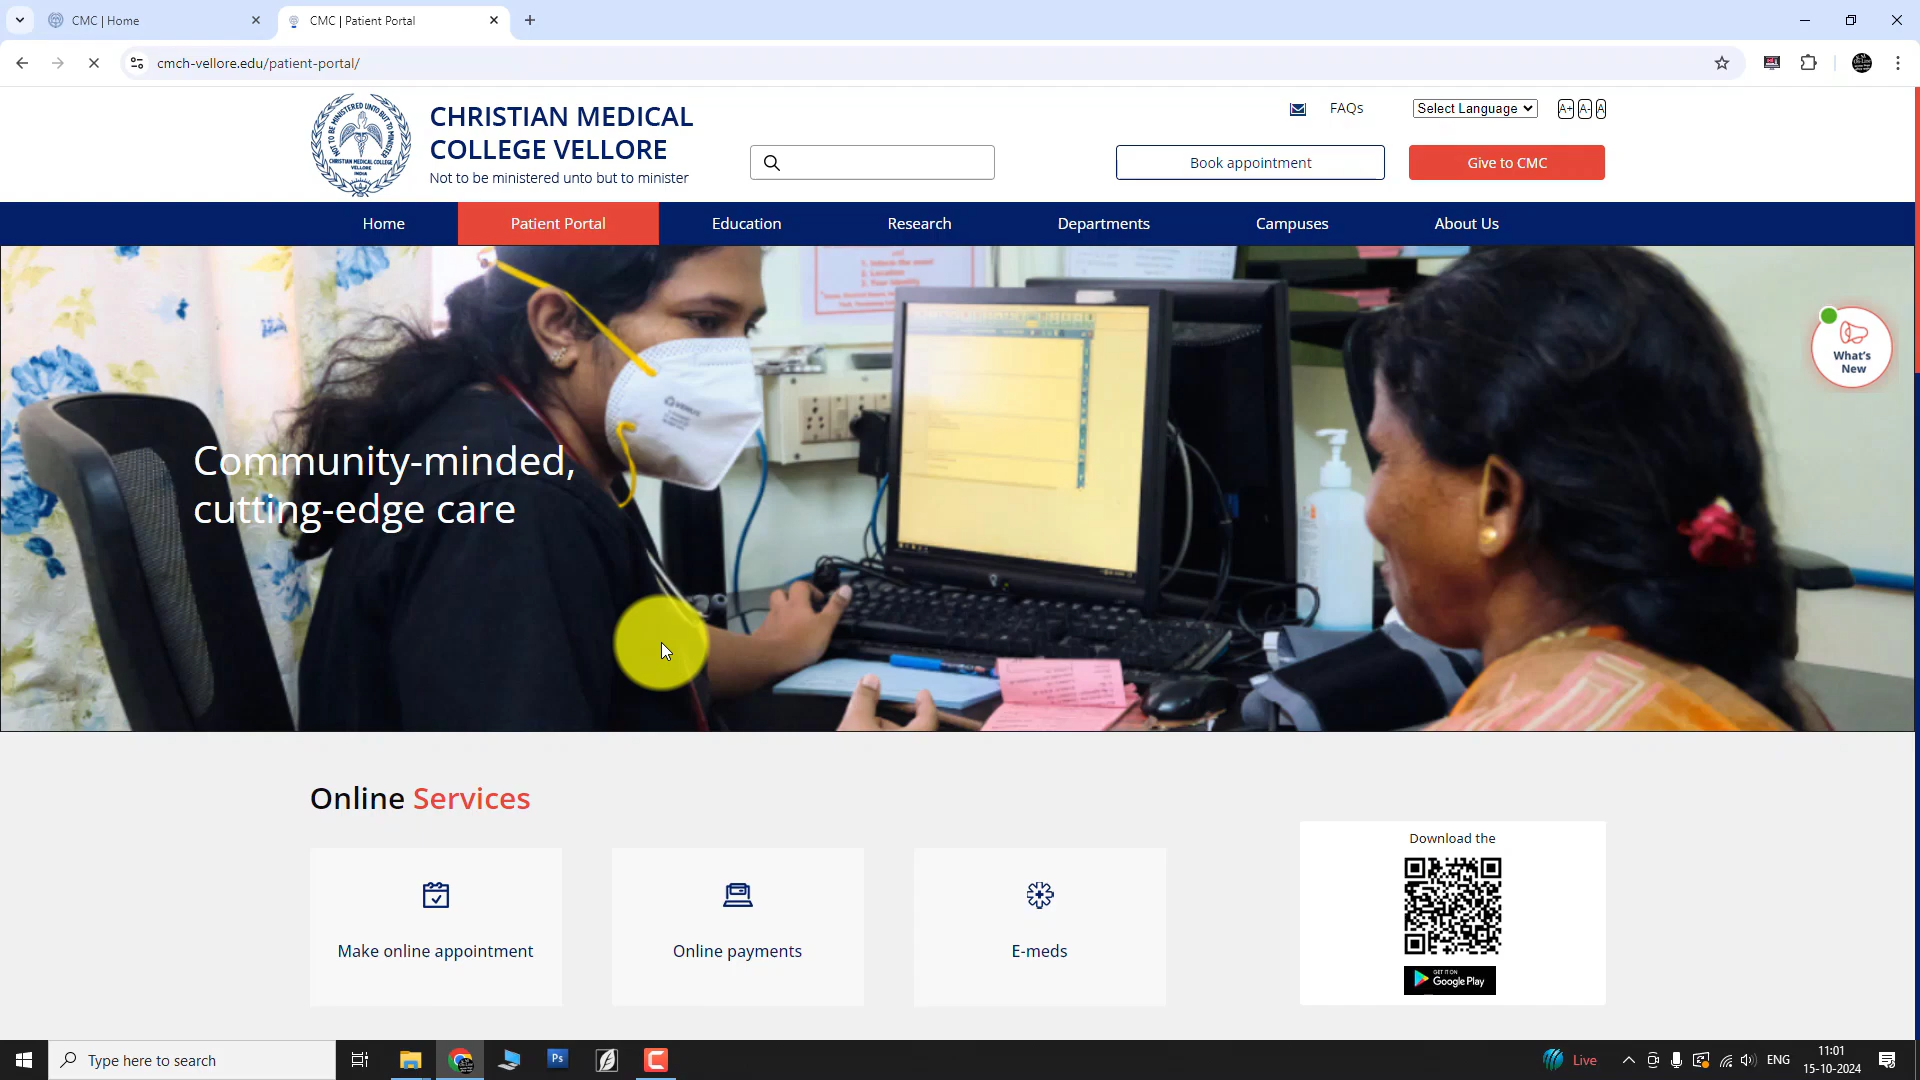 CMC | Home
CMC | Patient Portal
cmch-vellore.edu/patient-portal/
CHRISTIAN MEDICAL
COLLEGE VELLORE
Not to be ministered unto but to minister
FAQs
Select Language
A+ A- A
Book appointment
Give to CMC
Home
Patient Portal
Education
Research
Departments
Campuses
About Us
What's
New
Community-minded,
cutting-edge care
Online Services
Make online appointment
Online payments
E-meds
Download the
GET IT ON
Google Play
Type here to search
Ps
Live
ENG
11:01
15-10-2024